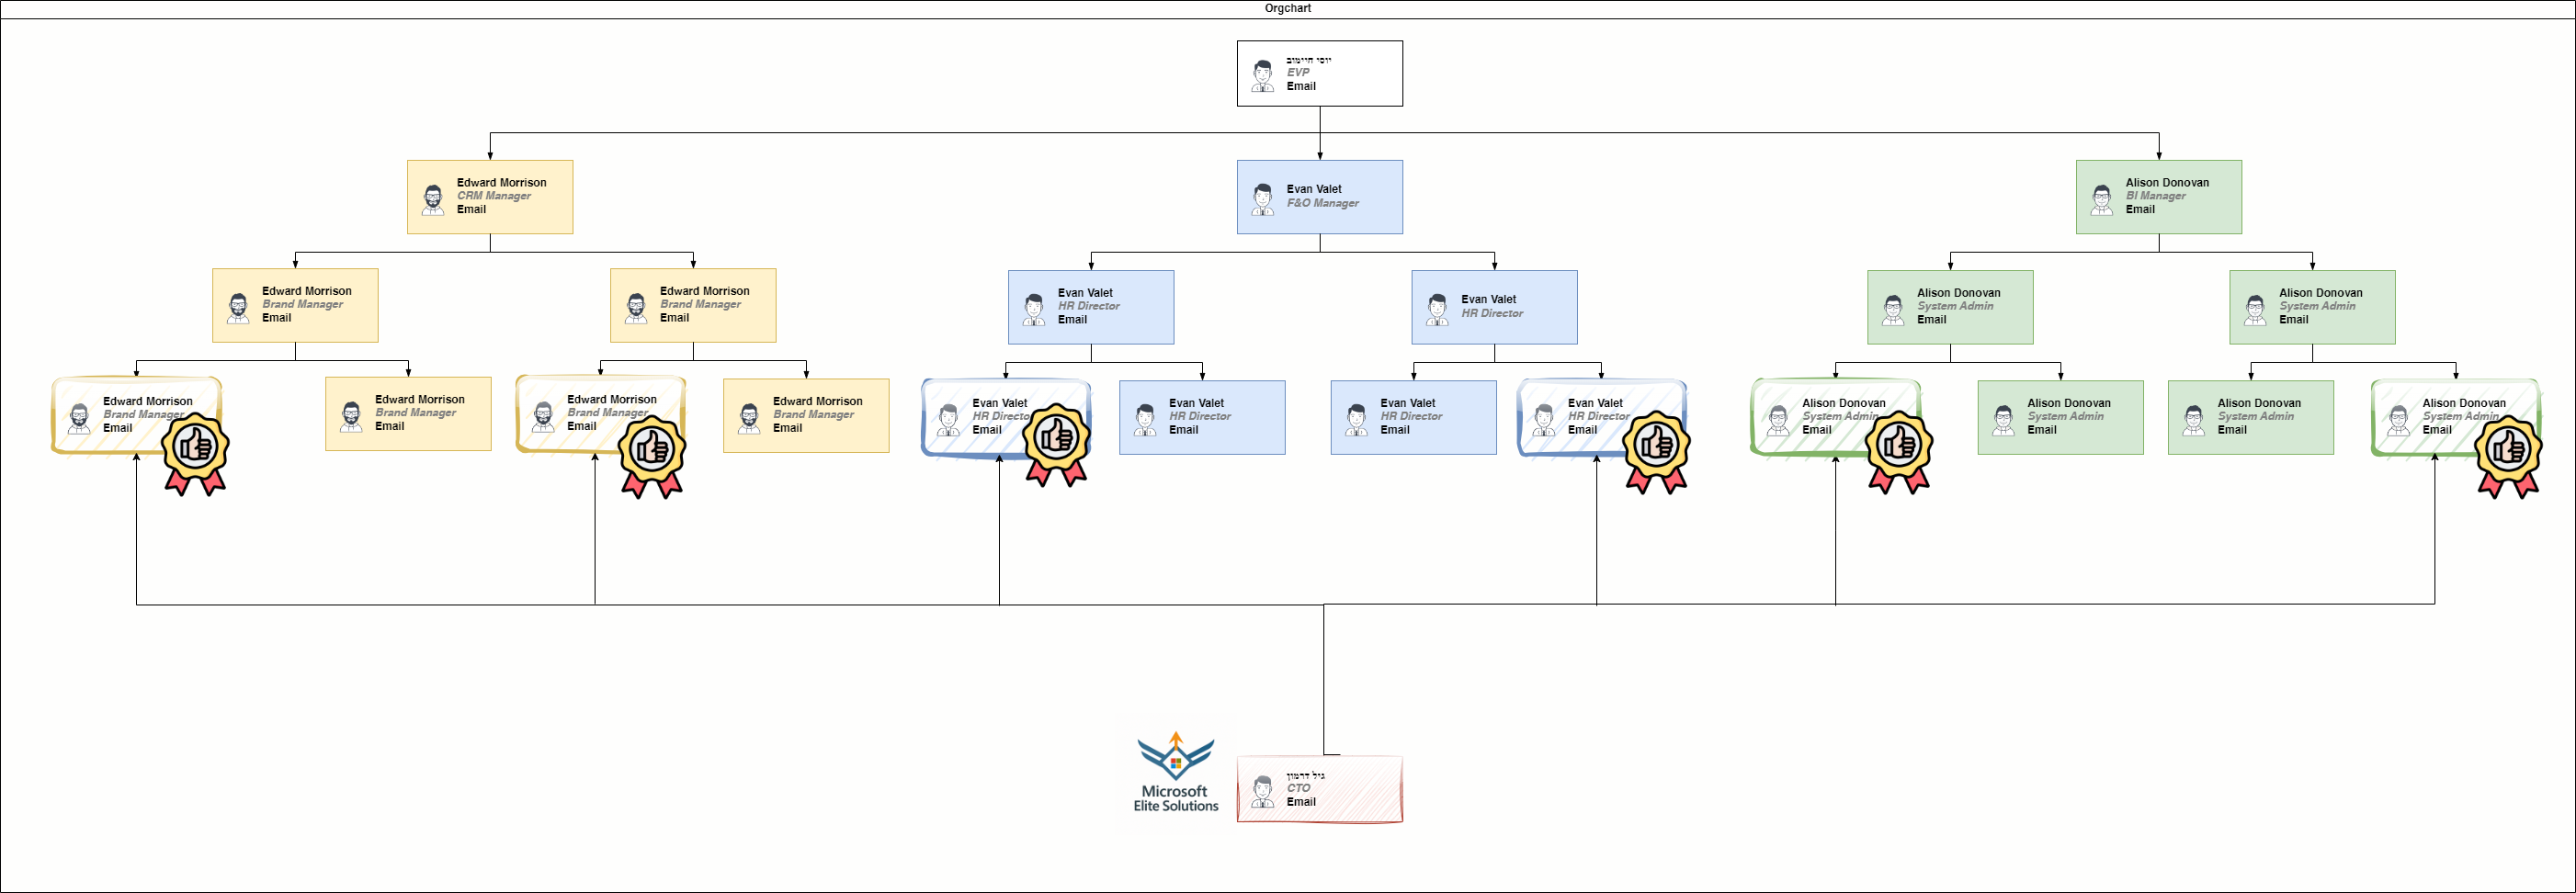 Orgchart
יוסי חיימוב
EVP
Email
Edward Morrison
CRM Manager
Email
Evan Valet
F&O Manager
Alison Donovan
BI Manager
Email
Edward Morrison
Brand Manager
Email
Edward Morrison
Brand Manager
Email
Evan Valet
HR Director
Email
Evan Valet
HR Director
Alison Donovan
System Admin
Email
Alison Donovan
System Admin
Email
Edward Morrison
Brand Manager
Email
Edward Morrison
Brand Manager
Email
Edward Morrison
Brand Manager
Email
Edward Morrison
Brand Manager
Email
Evan Valet
HR Director
Email
Evan Valet
HR Director
Email
Evan Valet
HR Director
Email
Evan Valet
HR Director
Email
Alison Donovan
System Admin
Email
Alison Donovan
System Admin
Email
Alison Donovan
System Admin
Email
Alison Donovan
System Admin
Email
Microsoft
Elite Solutions
גיל דרמון
CTO
Email